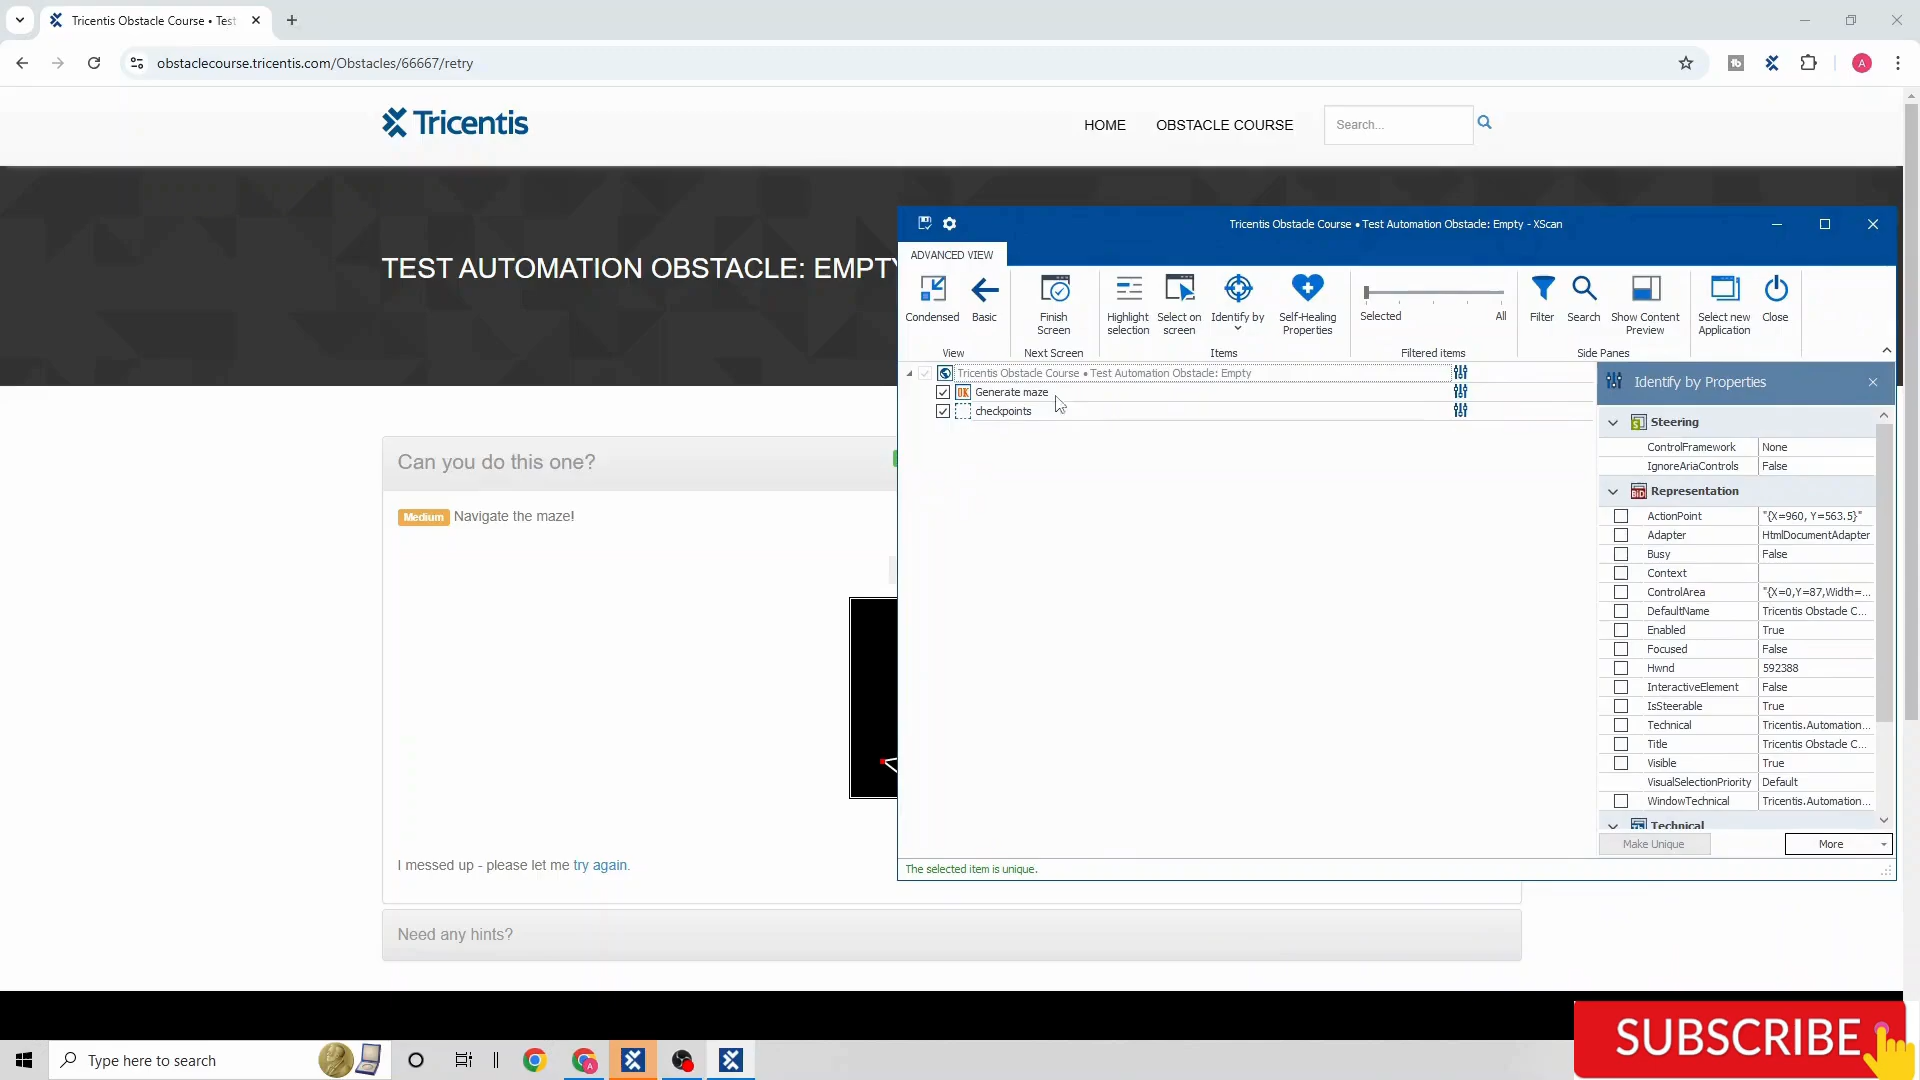 Tricentis Obstacle Course • Test
obstaclecourse.tricentis.com/Obstacles/66667/retry
A
Tricentis
HOME
OBSTACLE COURSE
Search...
TEST AUTOMATION OBSTACLE: EMPTY
Can you do this one?
Medium Navigate the maze!
I messed up - please let me try again.
Need any hints?
Tricentis Obstacle Course • Test Automation Obstacle: Empty - XScan
ADVANCED VIEW
Condensed
Basic
Finish Screen
Highlight selection
Select on screen
Identify by
Self-Healing Properties
Selected
All
Filter
Search
Show Content Preview
Select new Application
Close
View
Next Screen
Items
Filtered items
Side Panes
Tricentis Obstacle Course • Test Automation Obstacle: Empty
OK Generate maze
checkpoints
Identify by Properties
Steering
ControlFramework None
IgnoreAriaControls False
Representation
ActionPoint "{X=960, Y=563.5}"
Adapter HtmlDocumentAdapter
Busy False
Context
ControlArea "{X=0,Y=87,Width=...
DefaultName Tricentis Obstacle C...
Enabled True
Focused False
Hwnd 592388
InteractiveElement False
IsSteerable True
Technical Tricentis.Automation...
Title Tricentis Obstacle C...
Visible True
VisualSelectionPriority Default
WindowTechnical Tricentis.Automation...
Technical
Make Unique
More
The selected item is unique.
Type here to search
SUBSCRIBE